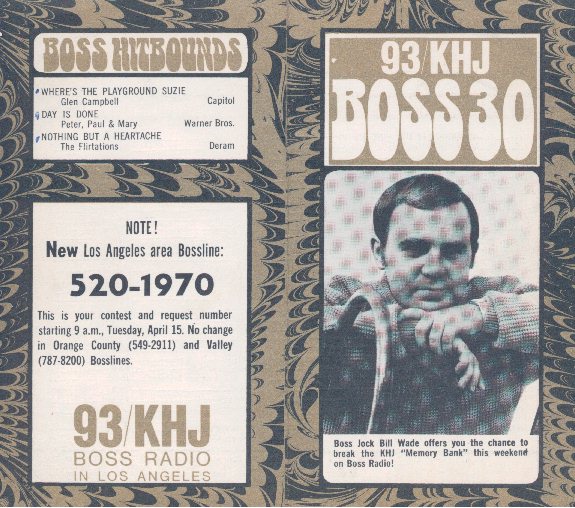 BOSS HITBOUNDS
WHERE'S THE PLAYGROUND SUZIE
Glen Campbell Capitol
DAY IS DONE
Peter, Paul & Mary Warner Bros.
NOTHING BUT A HEARTACHE
The Flirtations Deram
NOTE!
New Los Angeles area Bossline:
520-1970
This is your contest and request number
starting 9 a.m., Tuesday, April 15. No change
in Orange County (549-2911) and Valley
(787-8200) Bosslines.
93/KHJ
BOSS RADIO
IN LOS ANGELES
93/KHJ
BOSS 30
Boss Jock Bill Wade offers you the chance to
break the KHJ "Memory Bank" this weekend
on Boss Radio!